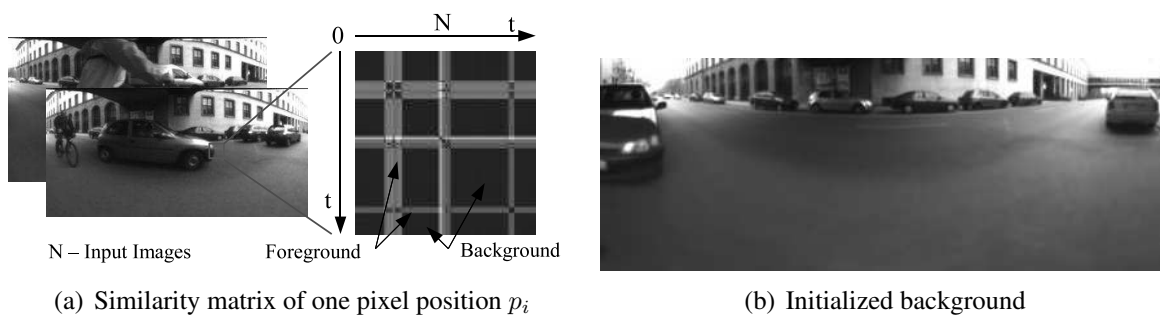 0
N
t
t
N – Input Images
Foreground
Background
(a) Similarity matrix of one pixel position p_i
(b) Initialized background